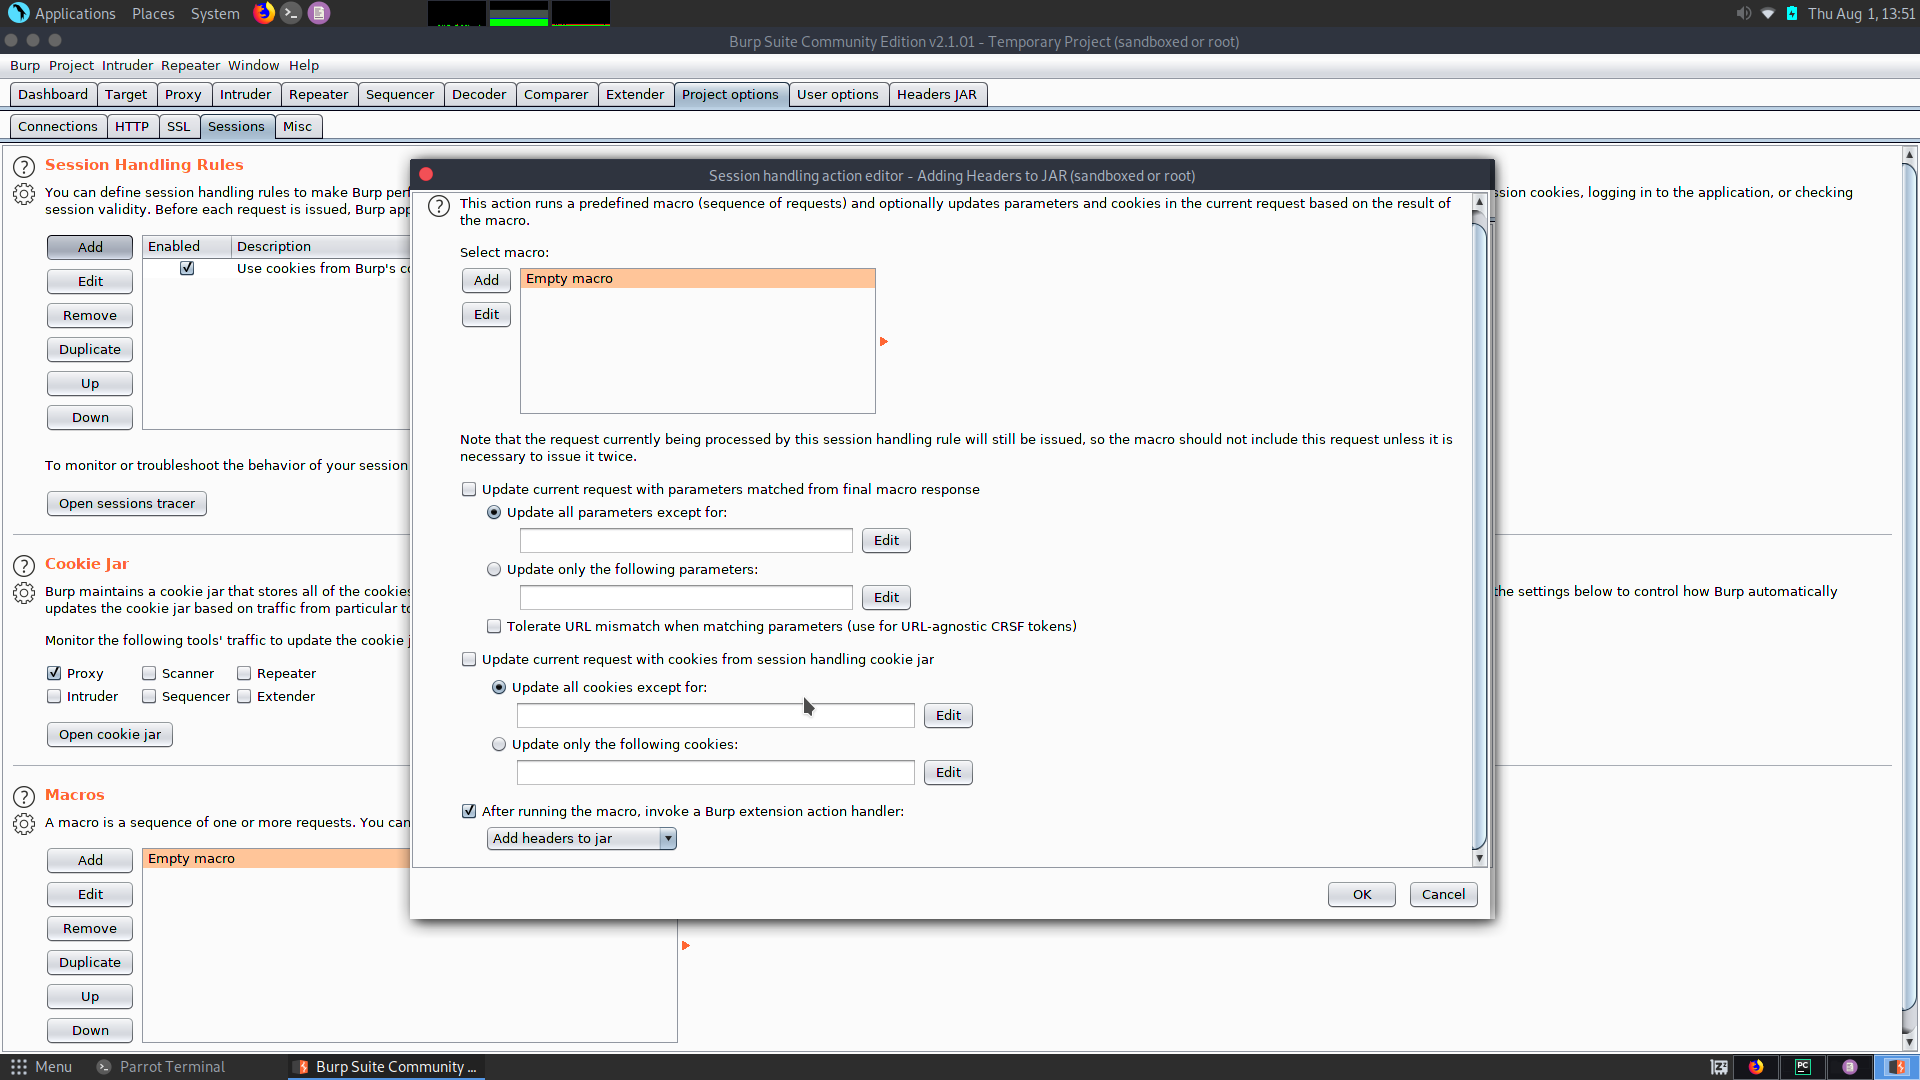 Applications Places System
Thu Aug 1, 13:51
Burp Suite Community Edition v2.1.01 - Temporary Project (sandboxed or root)
Burp Project Intruder Repeater Window Help
Dashboard Target Proxy Intruder Repeater Sequencer Decoder Comparer Extender Project options User options Headers JAR
Connections HTTP SSL Sessions Misc
Session Handling Rules
You can define session handling rules to make Burp per
session validity. Before each request is issued, Burp app
ssion cookies, logging in to the application, or checking
Add
Edit
Remove
Duplicate
Up
Down
Enabled Description
Use cookies from Burp's c
To monitor or troubleshoot the behavior of your session
Open sessions tracer
Cookie Jar
Burp maintains a cookie jar that stores all of the cookies
updates the cookie jar based on traffic from particular t
the settings below to control how Burp automatically
Monitor the following tools' traffic to update the cookie j
Proxy Scanner Repeater
Intruder Sequencer Extender
Open cookie jar
Macros
A macro is a sequence of one or more requests. You can
Add
Edit
Remove
Duplicate
Up
Down
Empty macro
Session handling action editor - Adding Headers to JAR (sandboxed or root)
This action runs a predefined macro (sequence of requests) and optionally updates parameters and cookies in the current request based on the result of
the macro.
Select macro:
Add
Edit
Empty macro
Note that the request currently being processed by this session handling rule will still be issued, so the macro should not include this request unless it is
necessary to issue it twice.
Update current request with parameters matched from final macro response
Update all parameters except for:
Edit
Update only the following parameters:
Edit
Tolerate URL mismatch when matching parameters (use for URL-agnostic CRSF tokens)
Update current request with cookies from session handling cookie jar
Update all cookies except for:
Edit
Update only the following cookies:
Edit
After running the macro, invoke a Burp extension action handler:
Add headers to jar
OK Cancel
Menu Parrot Terminal Burp Suite Community ...
PC